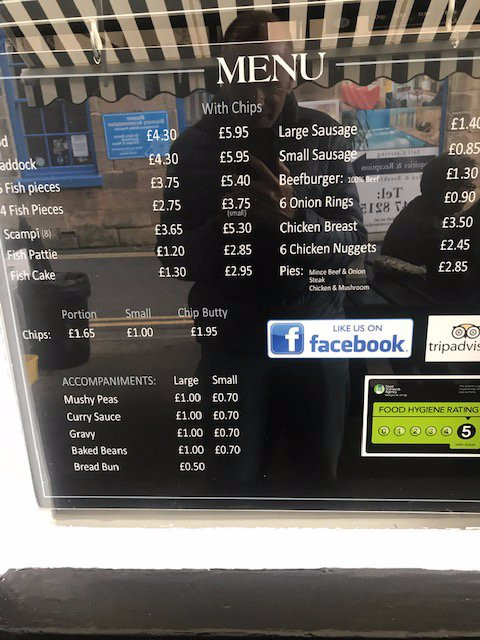 MENU
With Chips
£4.30 £5.95
£4.30 £5.95
Fish pieces £3.75 £5.40
4 Fish Pieces £2.75 £3.75
(small)
Scampi (8) £3.65 £5.30
Fish Pattie £1.20 £2.85
Fish Cake £1.30 £2.95
Large Sausage £1.40
Small Sausage £0.85
Beefburger: 100% Beef £1.30
6 Onion Rings £0.90
Chicken Breast £3.50
6 Chicken Nuggets £2.45
Pies: Mince Beef & Onion £2.85
Steak
Chicken & Mushroom
Portion Small Chip Butty
Chips: £1.65 £1.00 £1.95
LIKE US ON
f facebook
tripadvis
ACCOMPANIMENTS: Large Small
Mushy Peas £1.00 £0.70
Curry Sauce £1.00 £0.70
Gravy £1.00 £0.70
Baked Beans £1.00 £0.70
Bread Bun £0.50
Food
Standards
Agency
FOOD HYGIENE RATING
0 1 2 3 4 5
VERY GOOD